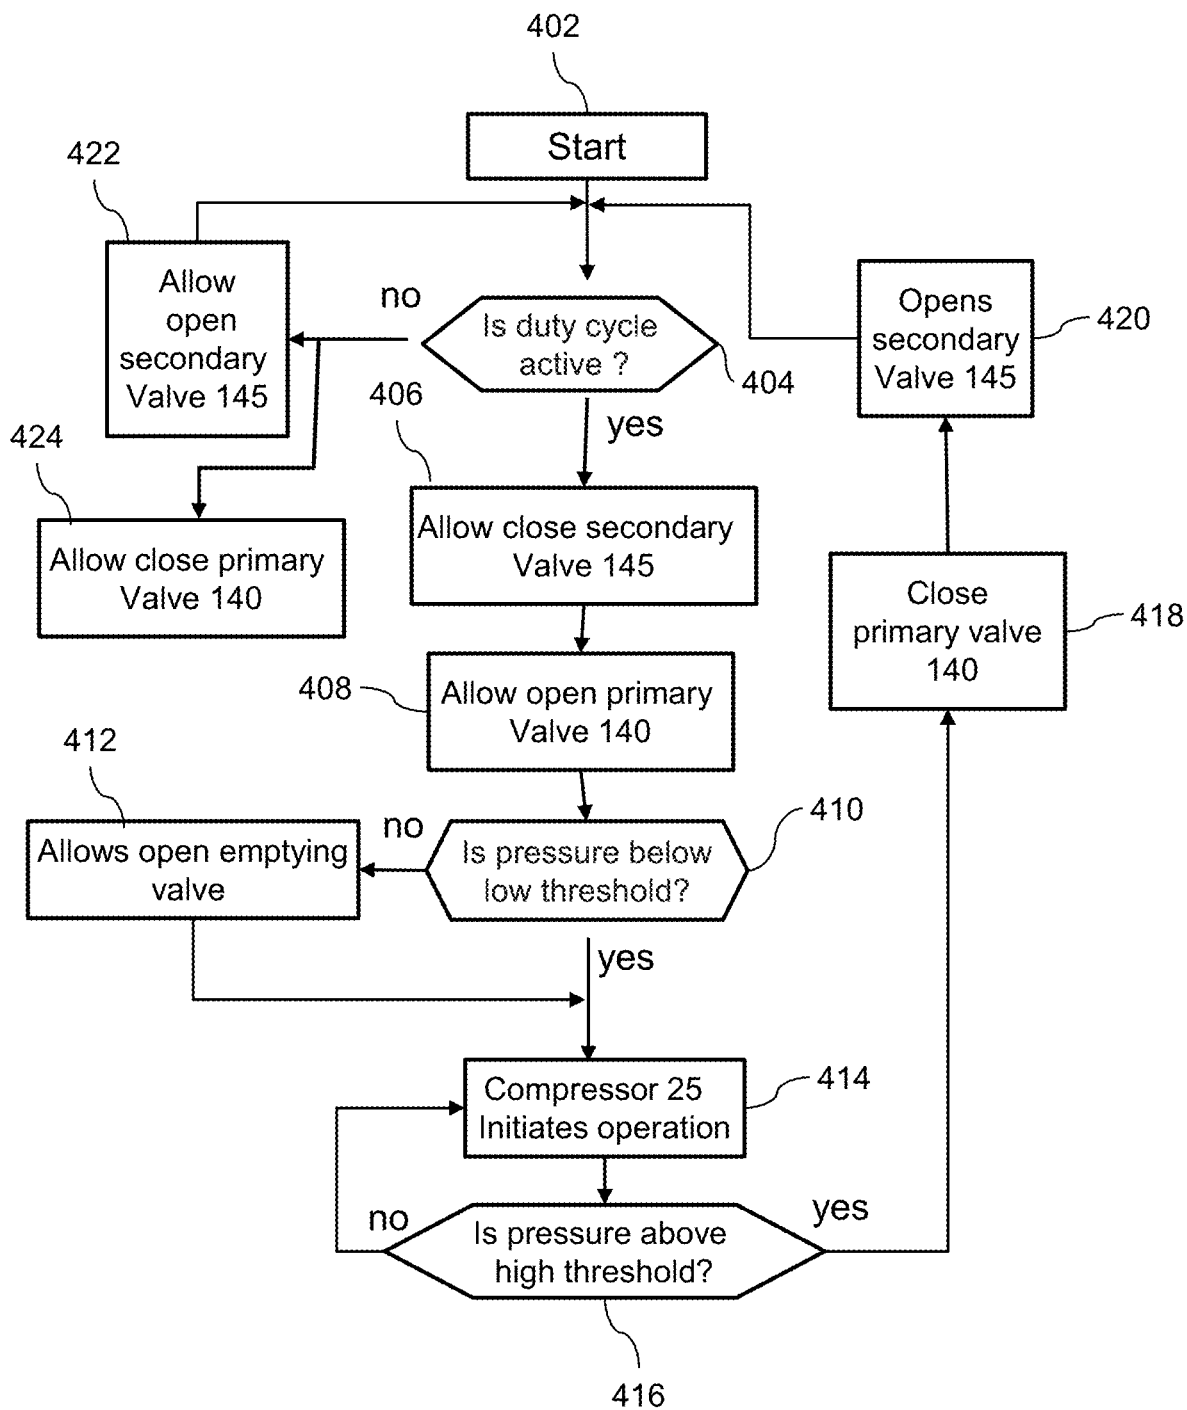 402
Start
422
Allow
open
secondary
Valve 145
no
Is duty cycle
active ?
404
Opens
secondary
Valve 145
420
406
yes
424
Allow close primary
Valve 140
Allow close secondary
Valve 145
Close
primary valve
140
418
408
Allow open primary
Valve 140
412
Allows open emptying
valve
no
Is pressure below
low threshold?
410
yes
Compressor 25
Initiates operation
414
no
Is pressure above
high threshold?
yes
416